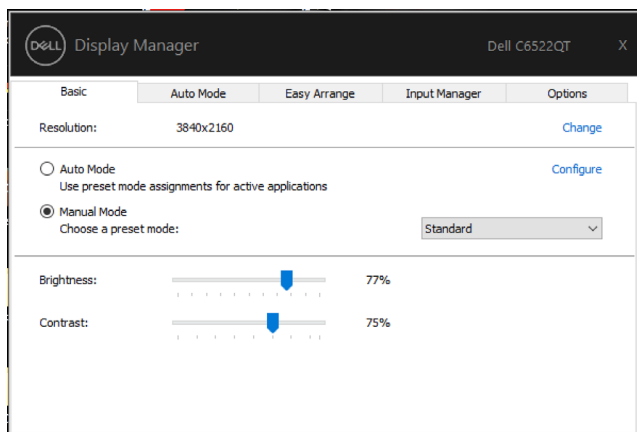 DELL Display Manager Dell C6522QT X
Basic Auto Mode Easy Arrange Input Manager Options
Resolution: 3840x2160 Change
Auto Mode Configure
Use preset mode assignments for active applications
Manual Mode
Choose a preset mode: Standard
Brightness: 77%
Contrast: 75%